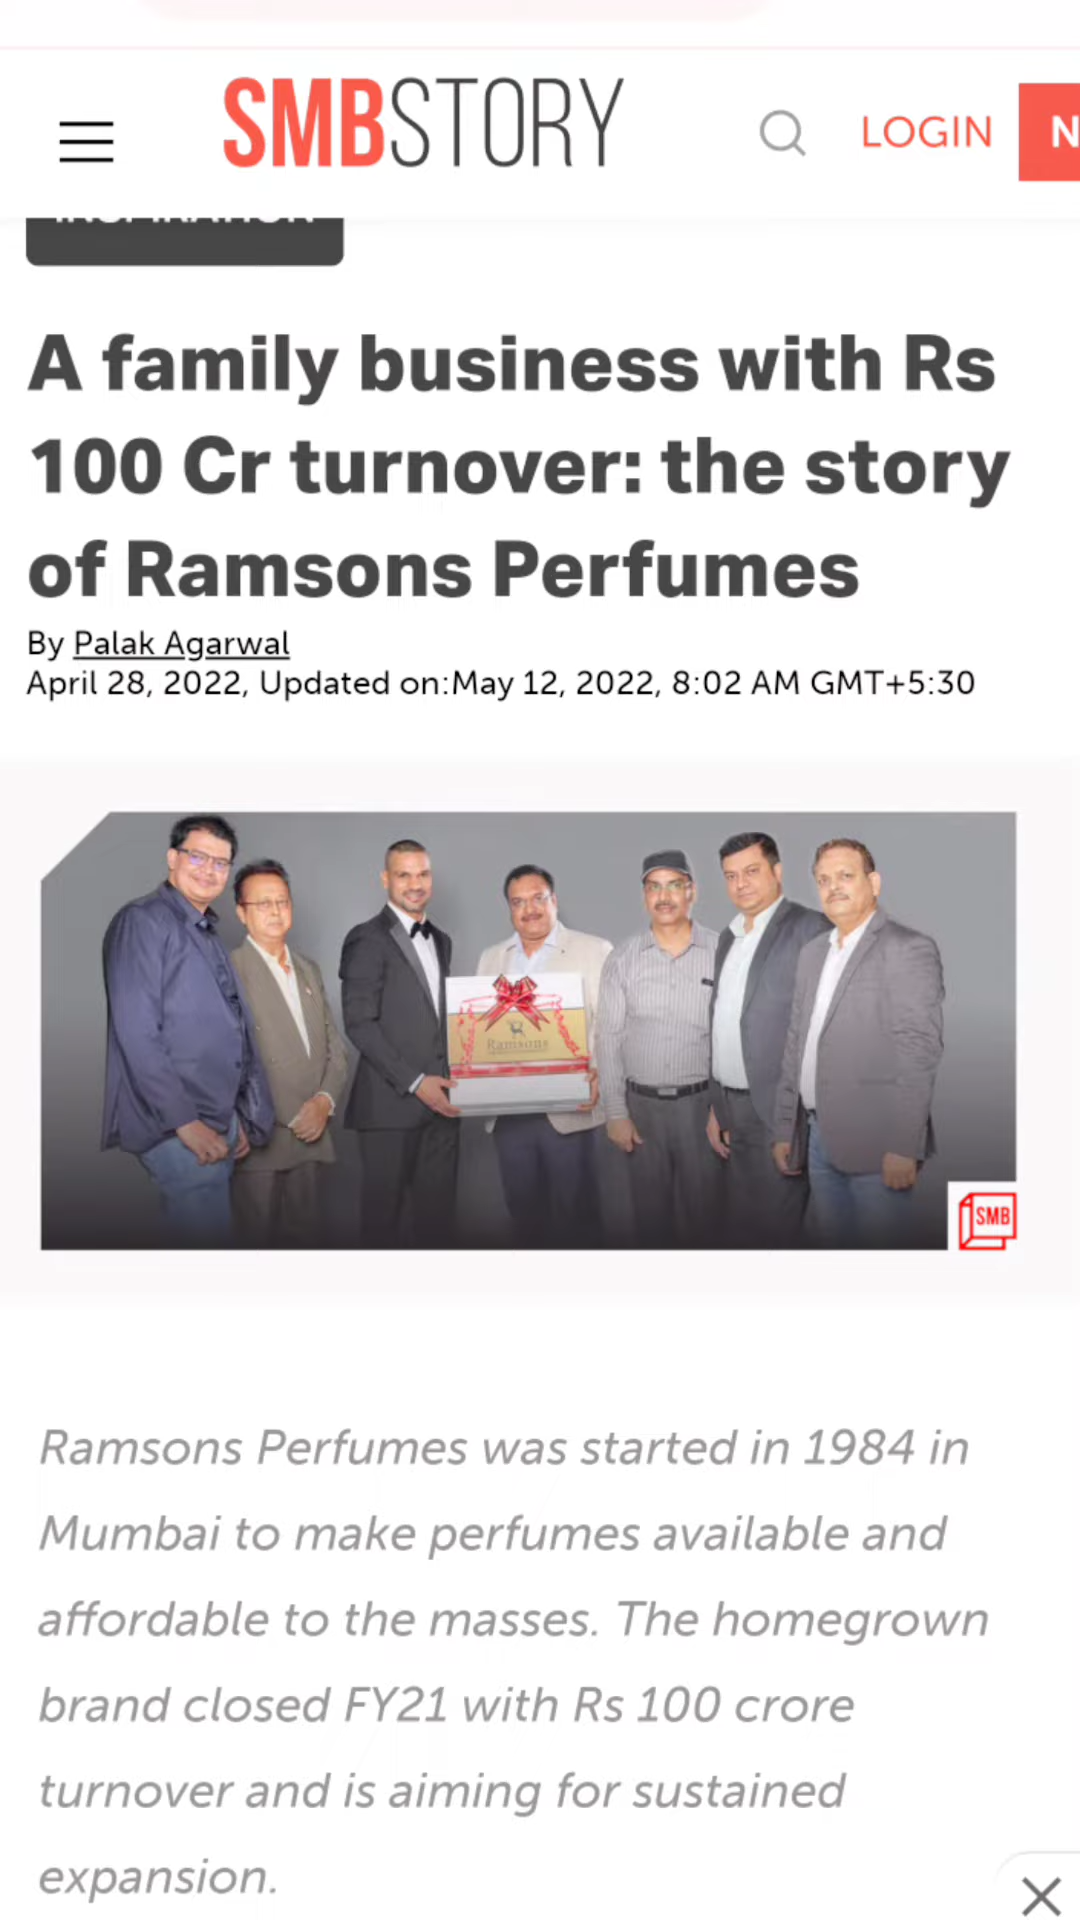 SMBSTORY
LOGIN
N
INSPIRATION
A family business with Rs
100 Cr turnover: the story
of Ramsons Perfumes
By Palak Agarwal
April 28, 2022, Updated on:May 12, 2022, 8:02 AM GMT+5:30
Ramsons
SMB
Ramsons Perfumes was started in 1984 in
Mumbai to make perfumes available and
affordable to the masses. The homegrown
brand closed FY21 with Rs 100 crore
turnover and is aiming for sustained
expansion.